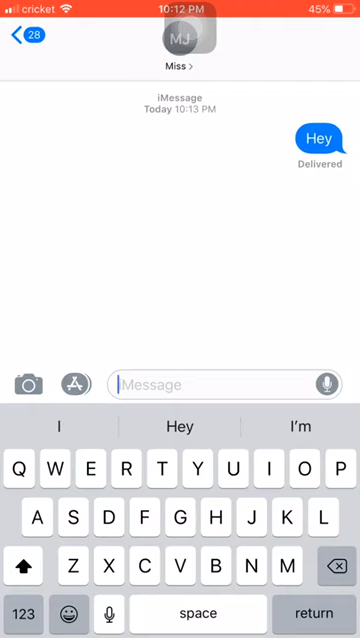 cricket 10:12 PM 45%
28
MJ
Miss >
iMessage
Today 10:13 PM
Hey
Delivered
iMessage
I Hey I'm
Q W E R T Y U I O P
A S D F G H J K L
Z X C V B N M
123 space return